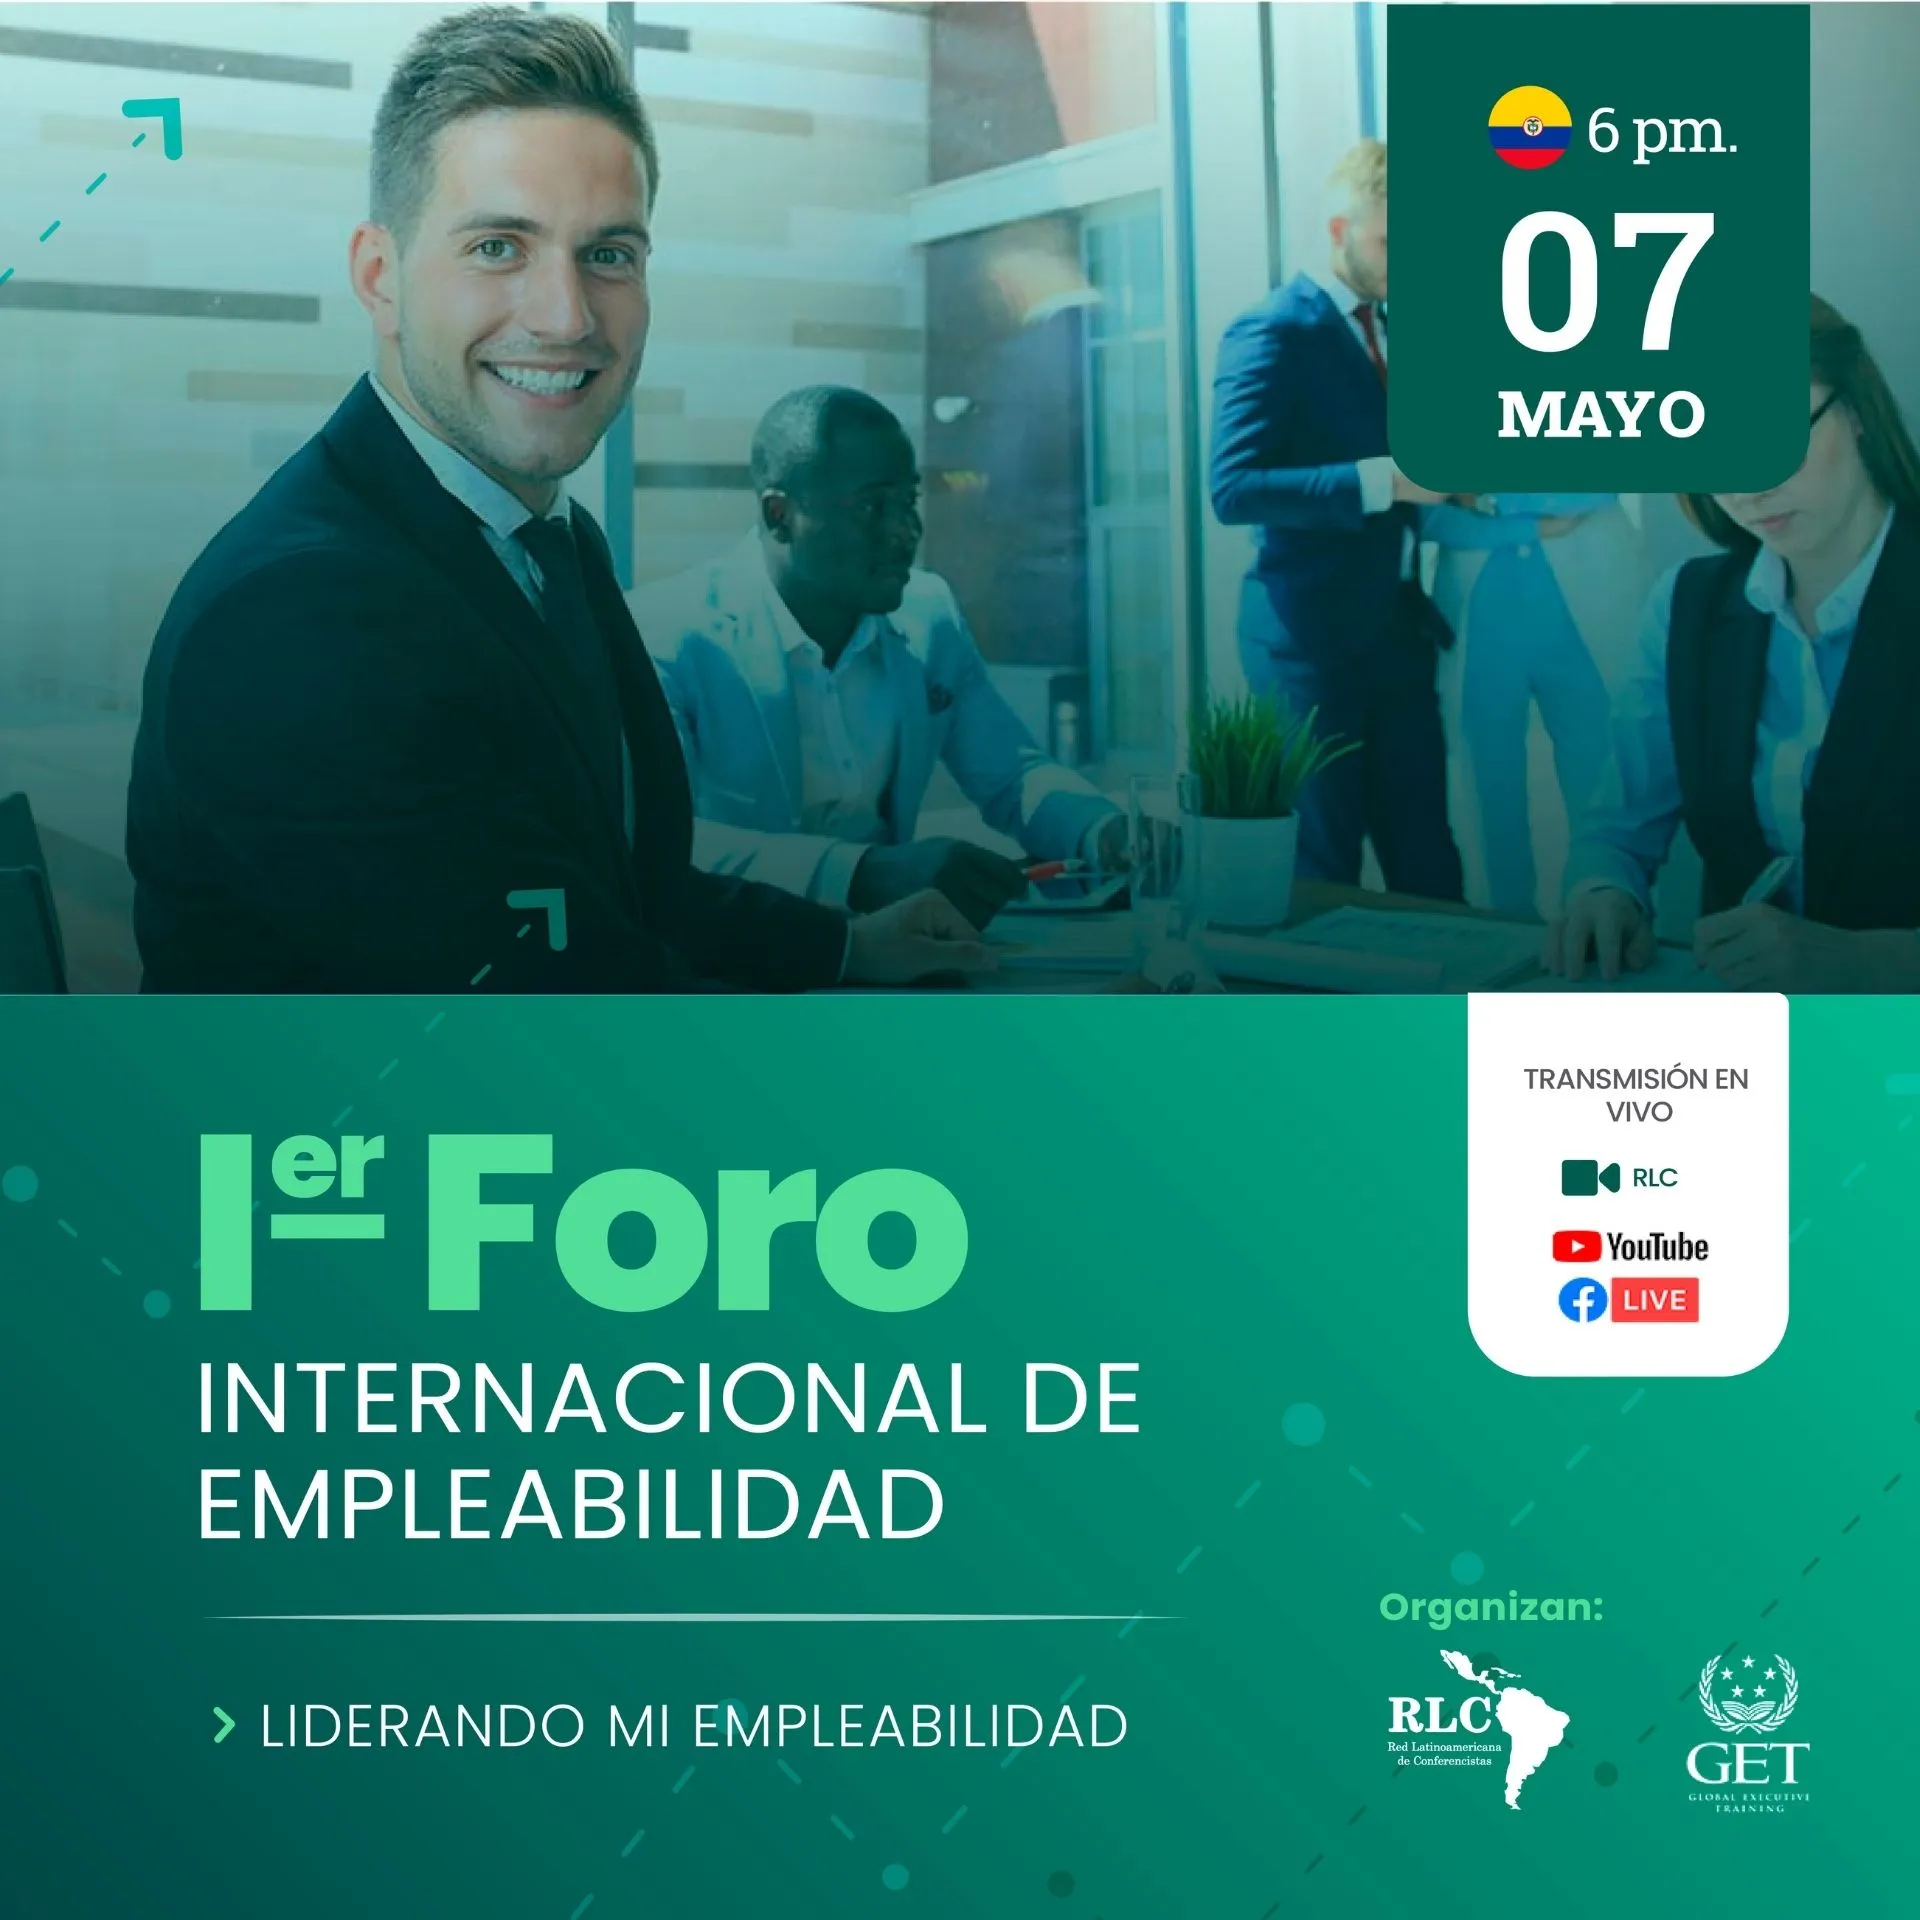 6 pm.
07
MAYO
TRANSMISIÓN EN
VIVO
RLC
YouTube
LIVE
1er Foro
INTERNACIONAL DE
EMPLEABILIDAD
LIDERANDO MI EMPLEABILIDAD
Organizan:
RLC
Red Latinoamericana
de Conferencistas
GET
GLOBAL EXECUTIVE
TRAINING